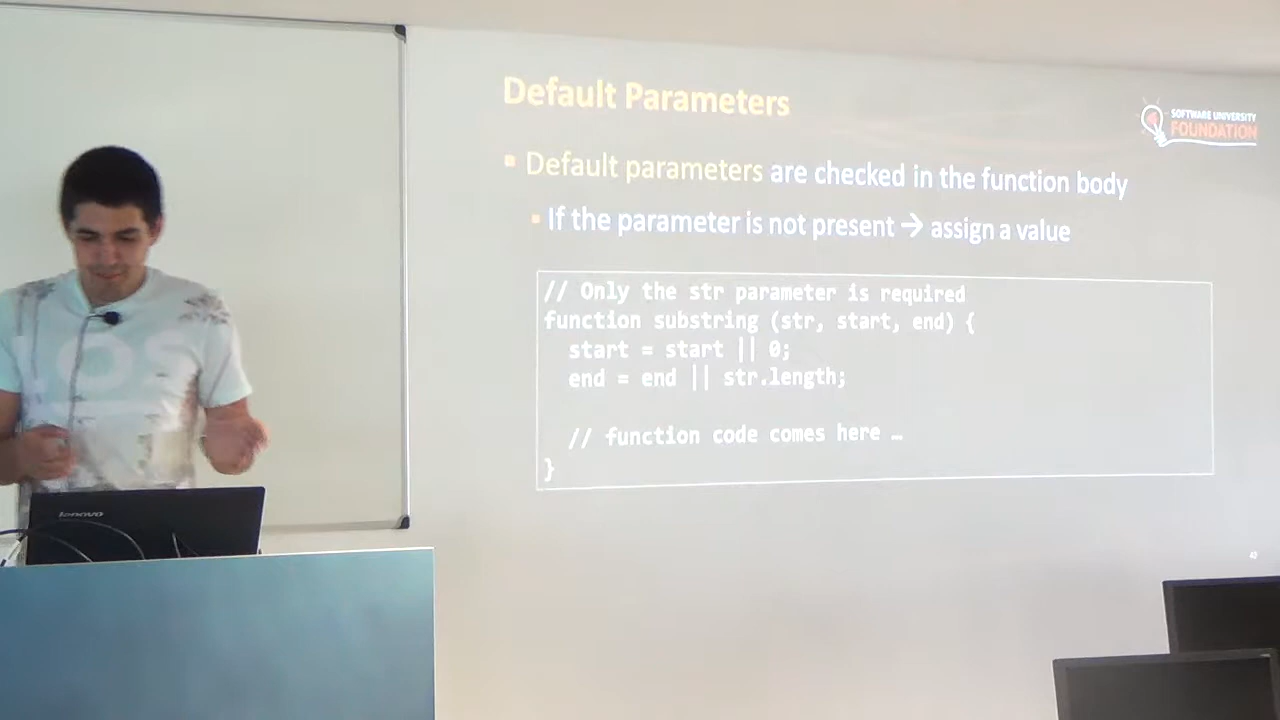 Default Parameters
SOFTWARE UNIVERSITY
FOUNDATION
▪ Default parameters are checked in the function body
▪ If the parameter is not present → assign a value
// Only the str parameter is required
function substring (str, start, end) {
start = start || 0;
end = end || str.length;
// function code comes here …
}
lenovo